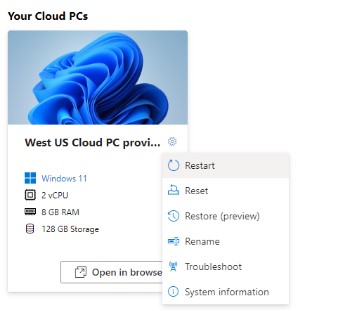 Your Cloud PCs
West US Cloud PC provi...
Windows 11
2 vCPU
8 GB RAM
128 GB Storage
Open in browse
Restart
Reset
Restore (preview)
Rename
Troubleshoot
System information